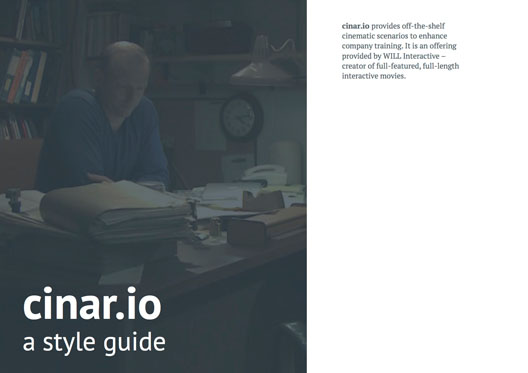 cinar.io
a style guide
cinar.io provides off-the-shelf
cinematic scenarios to enhance
company training. It is an offering
provided by WILL Interactive –
creator of full-featured, full-length
interactive movies.